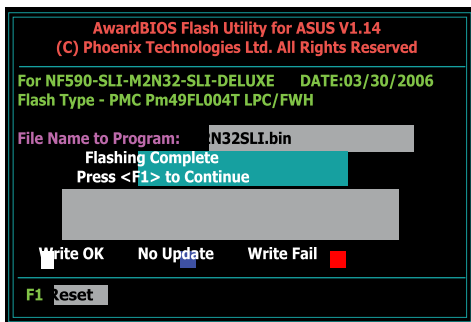 AwardBIOS Flash Utility for ASUS V1.14
(C) Phoenix Technologies Ltd. All Rights Reserved
For NF590-SLI-M2N32-SLI-DELUXE DATE:03/30/2006
Flash Type - PMC Pm49FL004T LPC/FWH
File Name to Program: 2N32SLI.bin
Flashing Complete
Press <F1> to Continue
Write OK No Update Write Fail
F1 Reset